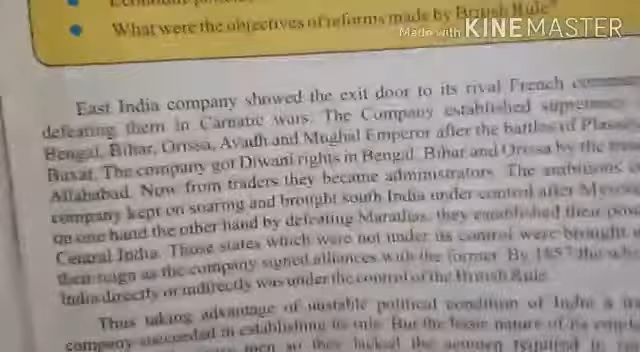 What were the objectives of reforms made by British Rule?
Made with KINEMASTER
East India company showed the exit door to its rival French
defeating them in Carnatic wars. The Company established supremacy
Bengal, Bihar, Orissa, Avadh and Mughal Emperor after the battles of
Buxar. The company got Diwani rights in Bengal, Bihar and Orissa by the
Allahabad. Now from traders they became administrators. The ambitions
company kept on soaring and brought south India under control after
on one hand the other hand by defeating Marathas, they established their
Central India. Those states which were not under its control were brought
their reign as the company signed alliances with the former. By 1857 the
India directly or indirectly was under the control of the British Rule.
Thus taking advantage of unstable political condition of India a
company succeeded in establishing its rule. But the basic nature of its
men so they lacked the acumen required